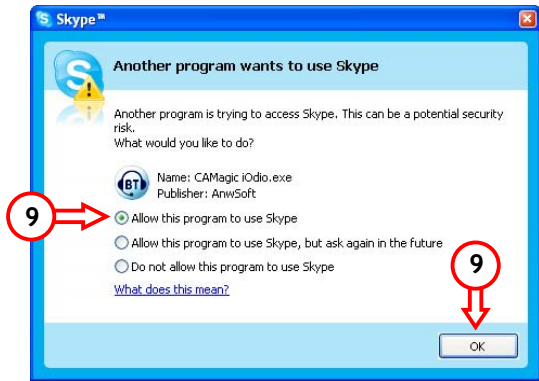 Skype™
Another program wants to use Skype
Another program is trying to access Skype. This can be a potential security
risk.
What would you like to do?
BT
Name: CAMagic iOdio.exe
Publisher: AnwSoft
9
Allow this program to use Skype
Allow this program to use Skype, but ask again in the future
Do not allow this program to use Skype
9
What does this mean?
OK